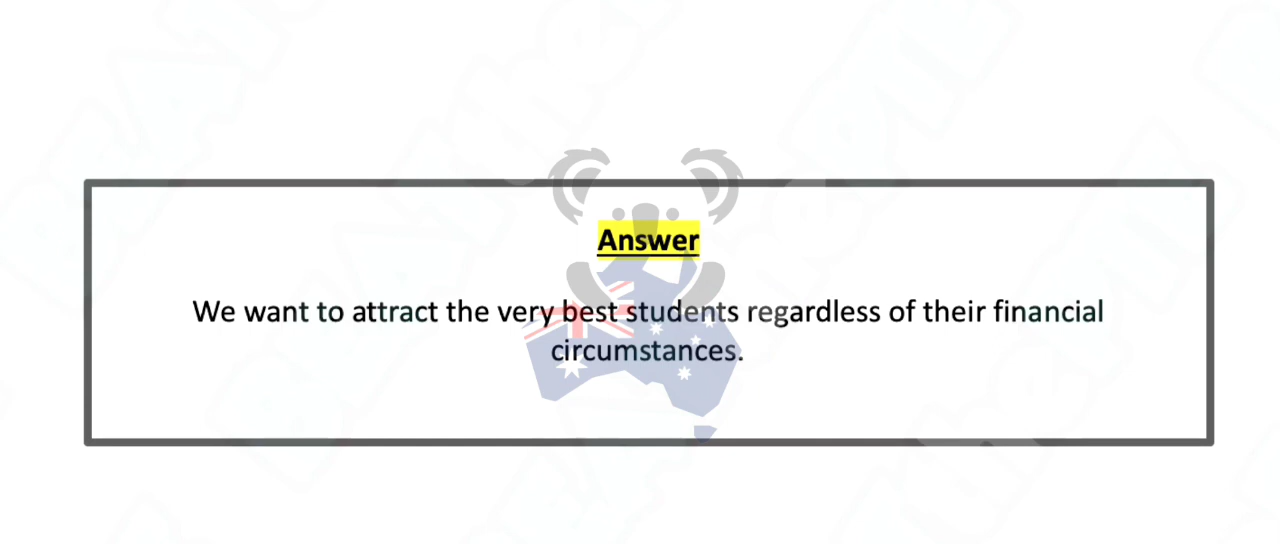 Answer
We want to attract the very best students regardless of their financial
circumstances.